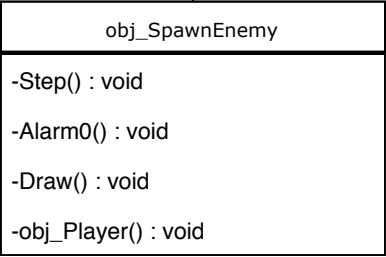 obj_SpawnEnemy
-Step() : void
-Alarm0() : void
-Draw() : void
-obj_Player() : void